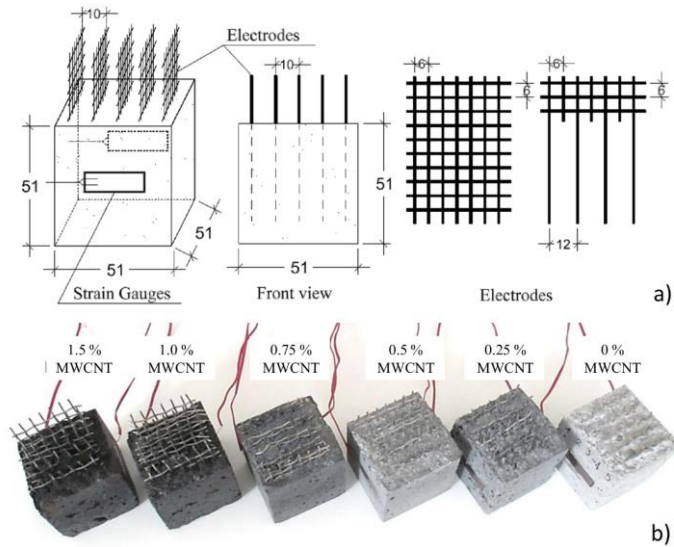 10
Electrodes
10
51
51
51
Strain Gauges
51
51
Front view
6
6
12
6
6
Electrodes
a)
1.5 %
MWCNT
1.0 %
MWCNT
0.75 %
MWCNT
0.5 %
MWCNT
0.25 %
MWCNT
0 %
MWCNT
b)